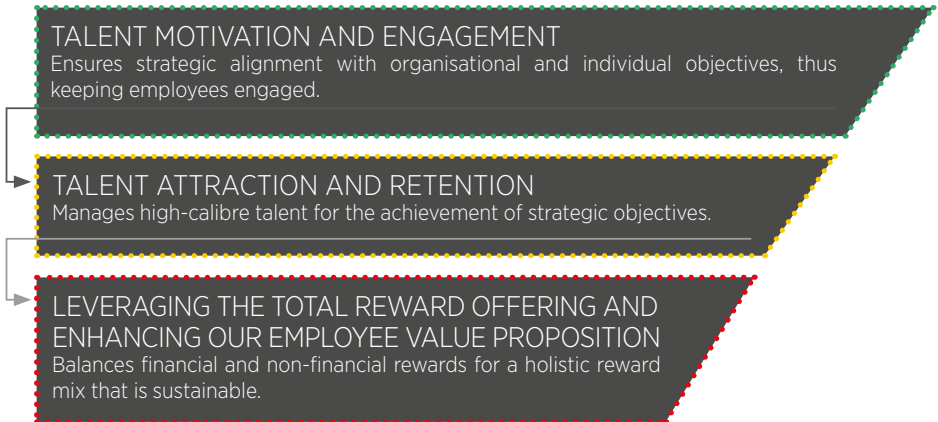 TALENT MOTIVATION AND ENGAGEMENT
Ensures strategic alignment with organisational and individual objectives, thus
keeping employees engaged.
TALENT ATTRACTION AND RETENTION
Manages high-calibre talent for the achievement of strategic objectives.
LEVERAGING THE TOTAL REWARD OFFERING AND
ENHANCING OUR EMPLOYEE VALUE PROPOSITION
Balances financial and non-financial rewards for a holistic reward
mix that is sustainable.